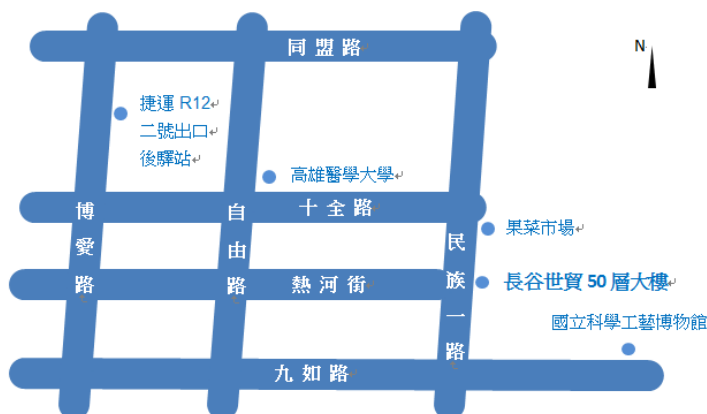 同盟路
N
捷運 R12
二號出口
後驛站
高雄醫學大學
博愛路
自由路
十全路
果菜市場
民族一路
熱河街
長谷世貿 50 層大樓
國立科學工藝博物館
九如路